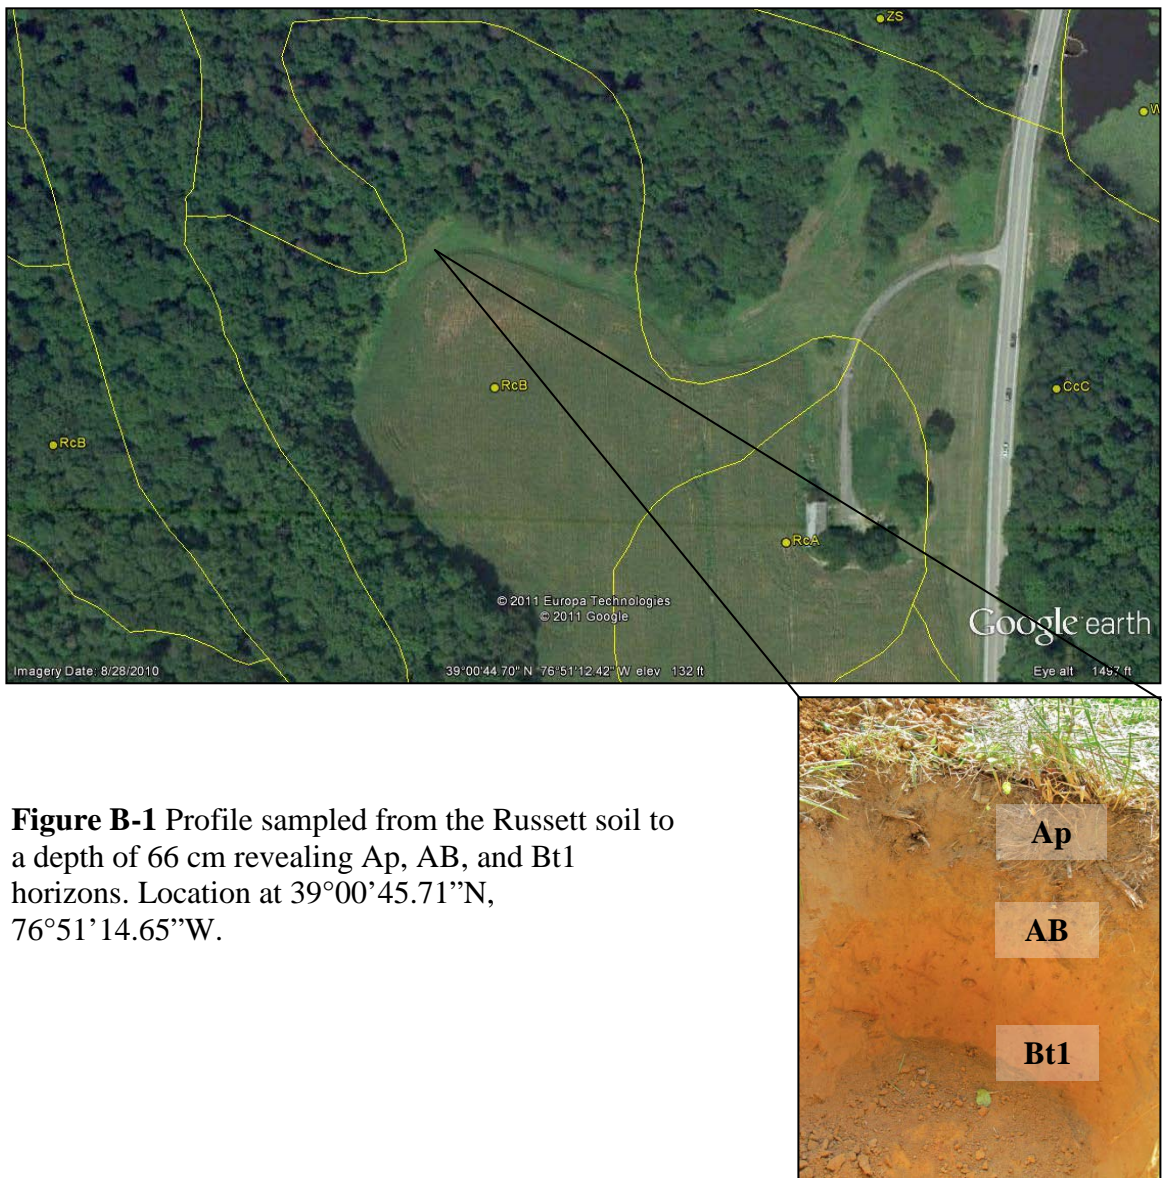 ZS
W
RcB
CcC
RcB
RcA
© 2011 Europa Technologies
© 2011 Google
Google earth
Imagery Date: 8/28/2010
39°00'44.70" N 76°51'12.42" W elev 132 ft
Eye alt 1497 ft
Figure B-1 Profile sampled from the Russett soil to
a depth of 66 cm revealing Ap, AB, and Bt1
horizons. Location at 39°00’45.71”N,
76°51’14.65”W.
Ap
AB
Bt1